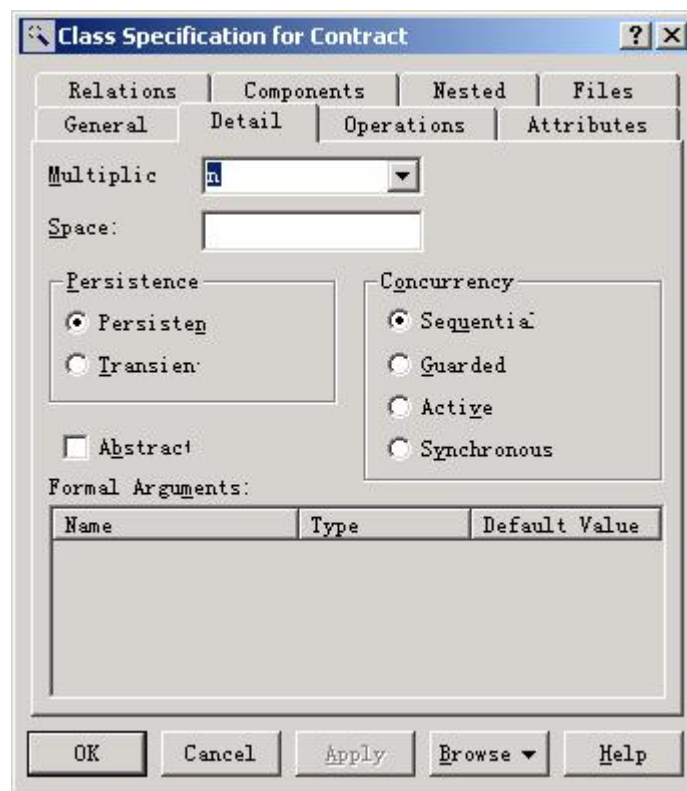 Class Specification for Contract
Relations Components Nested Files
General Detail Operations Attributes
Multiplic n
Space:
Persistence Concurrency
Persisten Sequential
Transien Guarded
Active
Abstract Synchronous
Formal Arguments:
Name Type Default Value
OK Cancel Apply Browse Help